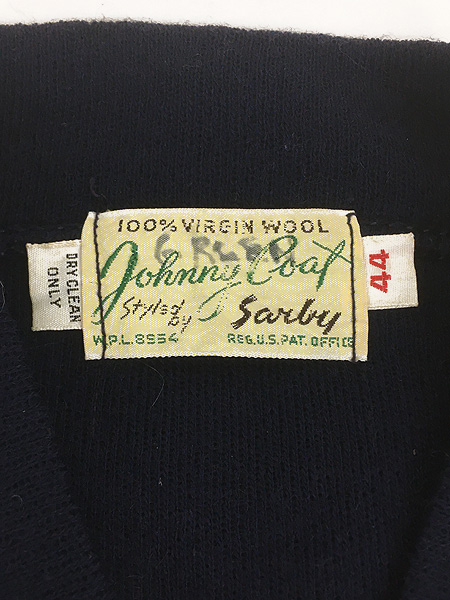 100% VIRGIN WOOL
Johnny Coat
Styled
by
Sarby
W.P.L. 8954
REG. U.S. PAT. OFFICE
DRY CLEAN
ONLY
44